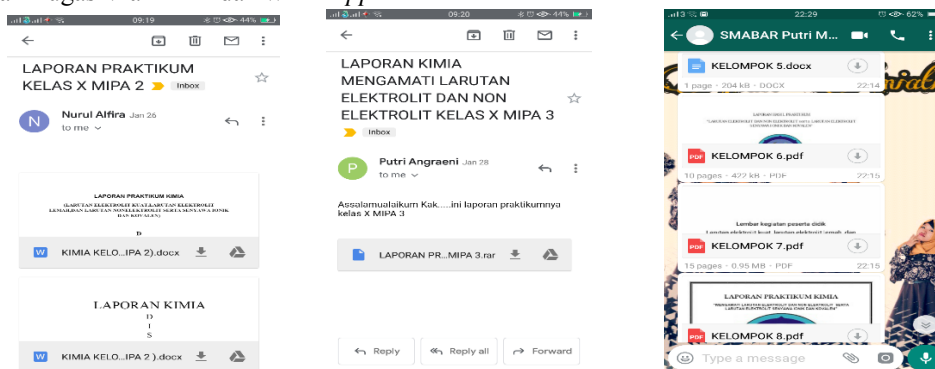 09:19
44%
LAPORAN PRAKTIKUM
KELAS X MIPA 2
Inbox
N
Nurul Alfira Jan 26
to me
LAPORAN PRAKTIKUM KIMIA
D
W
KIMIA KELO...IPA 2).docx
LAPORAN KIMIA
D
I
S
W
KIMIA KELO...IPA 2 ).docx
09:20
44%
LAPORAN KIMIA
MENGAMATI LARUTAN
ELEKTROLIT DAN NON
ELEKTROLIT KELAS X MIPA 3
Inbox
P
Putri Angraeni Jan 28
to me
Assalamualaikum Kak.....ini laporan praktikumnya
kelas X MIPA 3
LAPORAN PR...MIPA 3.rar
Reply
Reply all
Forward
22:29
62%
SMABAR Putri M...
KELOMPOK 5.docx
1 page · 204 kB · DOCX
22:14
PDF
KELOMPOK 6.pdf
10 pages · 422 kB · PDF
22:15
Lembar kegiatan peserta didik
PDF
KELOMPOK 7.pdf
15 pages · 0.95 MB · PDF
22:15
LAPORAN PRAKTIKUM KIMIA
PDF
KELOMPOK 8.pdf
Type a message